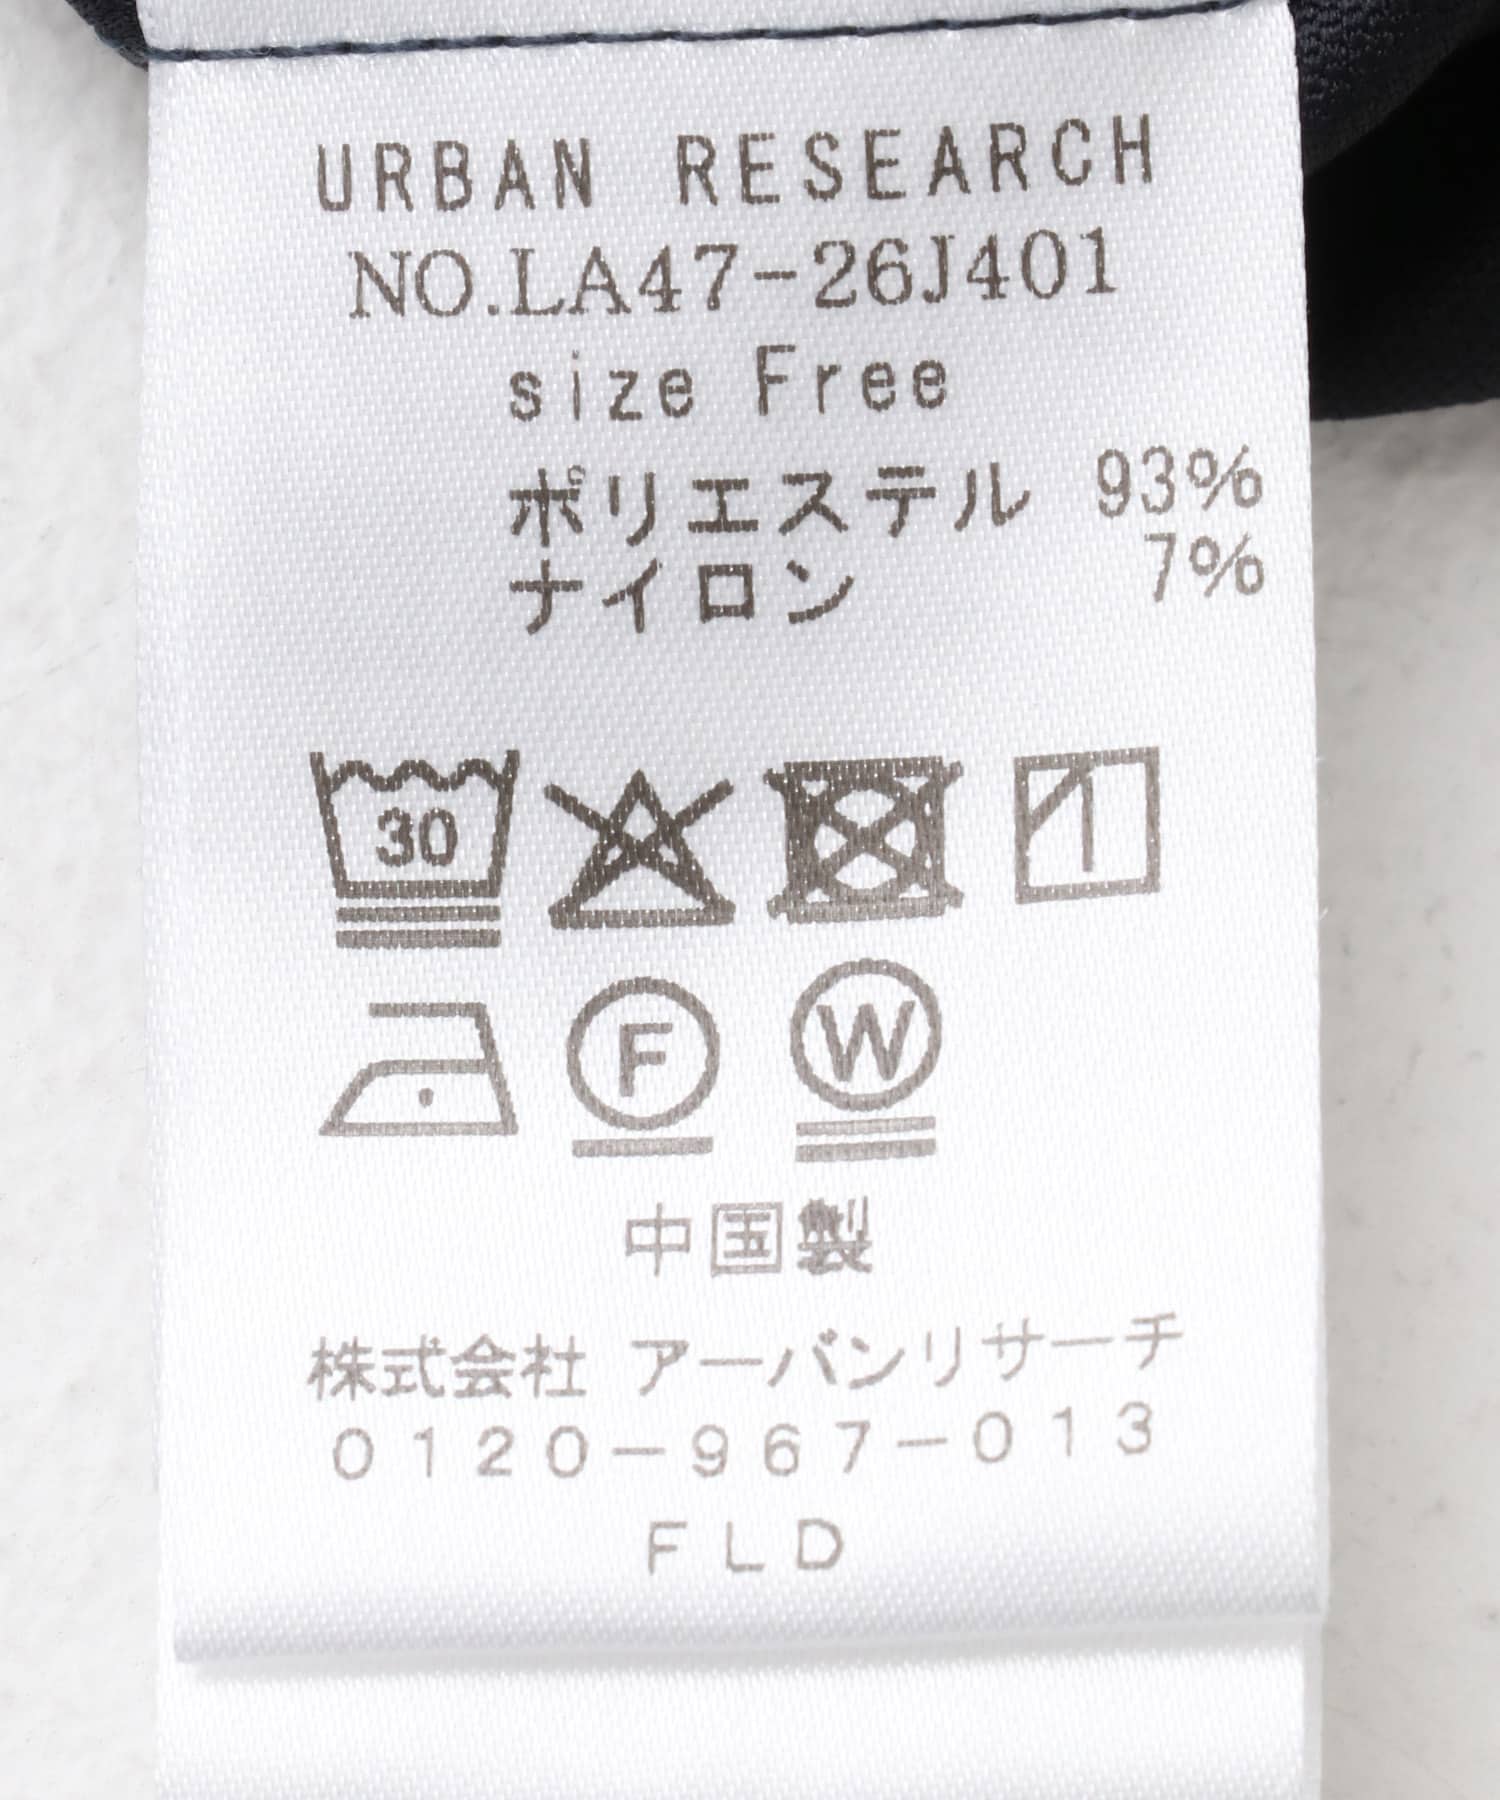 URBAN RESEARCH
NO.LA47-26J401
size Free
ポリエステル 93%
ナイロン 7%
30
F W
中国製
株式会社 アーバンリサーチ
0120-967-013
FLD